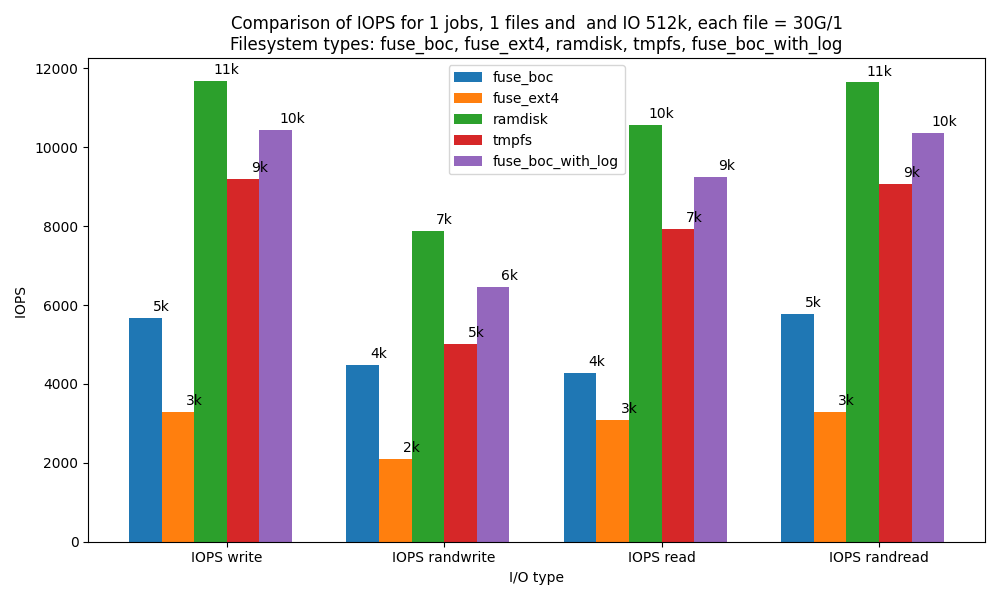 Comparison of IOPS for 1 jobs, 1 files and  and IO 512k, each file = 30G/1
Filesystem types: fuse_boc, fuse_ext4, ramdisk, tmpfs, fuse_boc_with_log
12000
10000
8000
6000
4000
2000
0
IOPS
fuse_boc
fuse_ext4
ramdisk
tmpfs
fuse_boc_with_log
5k
3k
11k
9k
10k
4k
2k
7k
5k
6k
4k
3k
10k
7k
9k
5k
3k
11k
9k
10k
IOPS write
IOPS randwrite
IOPS read
IOPS randread
I/O type